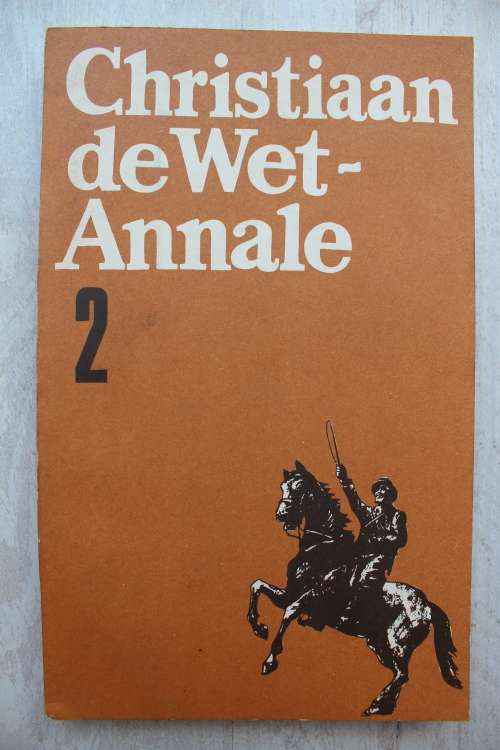 Christiaan
de Wet-
Annale
2